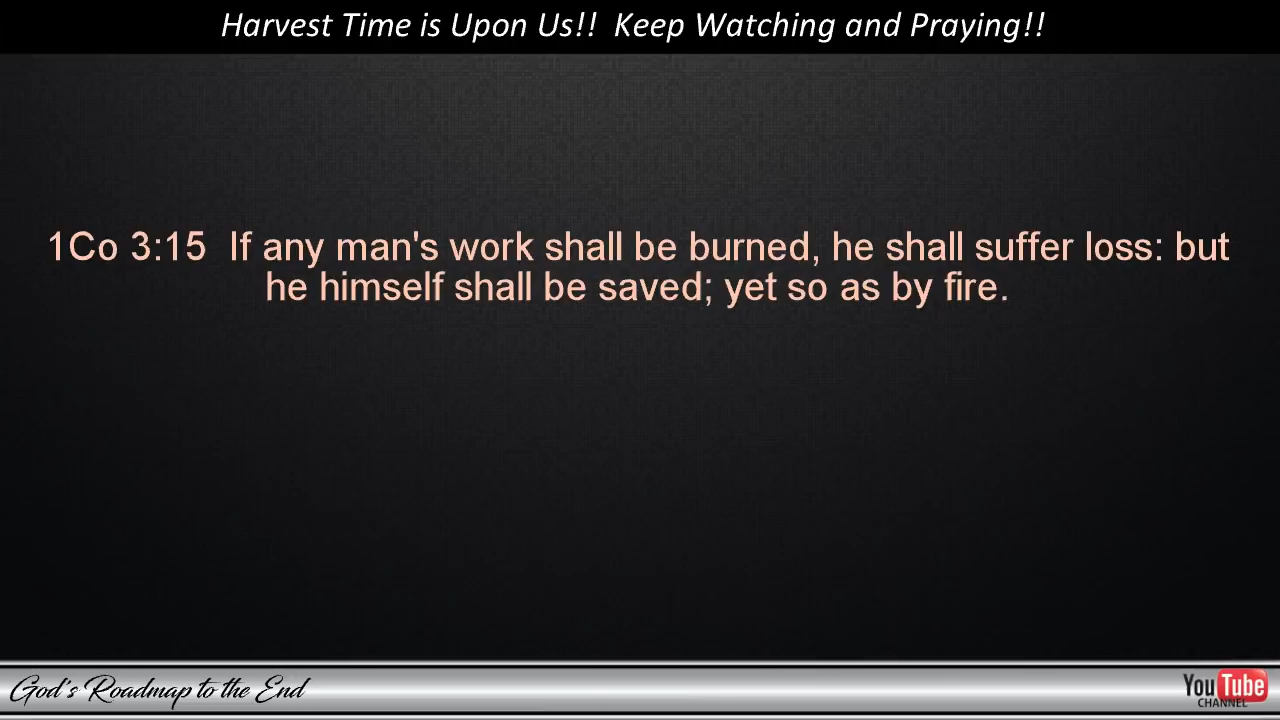 Harvest Time is Upon Us!!  Keep Watching and Praying!!
1Co 3:15  If any man's work shall be burned, he shall suffer loss: but
he himself shall be saved; yet so as by fire.
God's Roadmap to the End
YouTube
CHANNEL